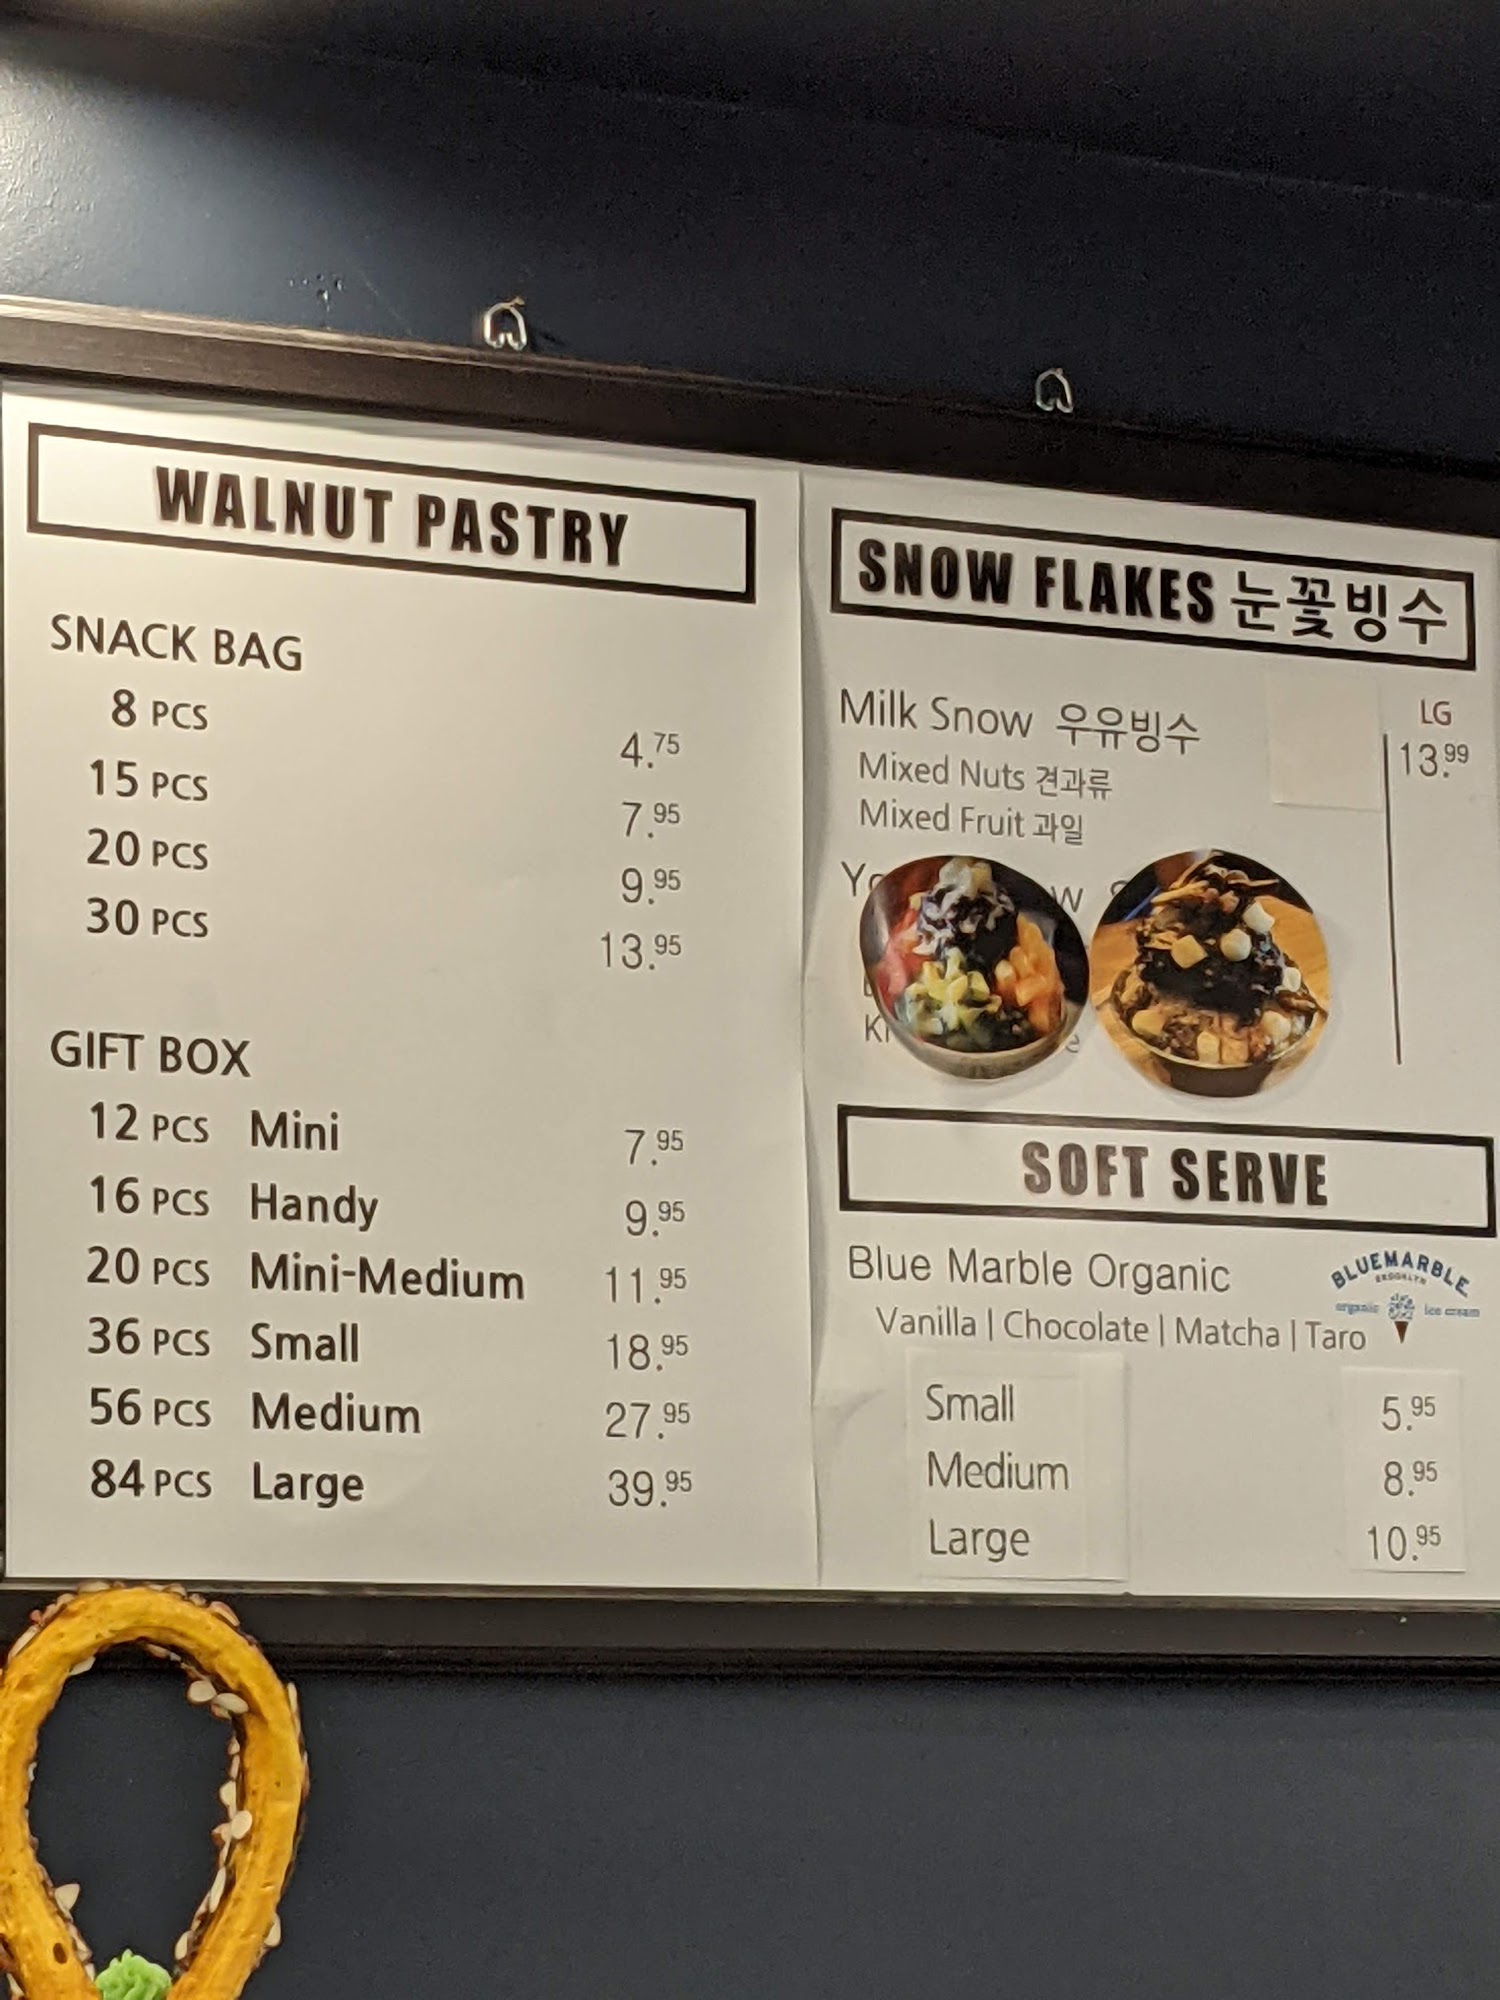 WALNUT PASTRY
SNACK BAG
8 PCS 4.75
15 PCS 7.95
20 PCS 9.95
30 PCS 13.95
GIFT BOX
12 PCS Mini 7.95
16 PCS Handy 9.95
20 PCS Mini-Medium 11.95
36 PCS Small 18.95
56 PCS Medium 27.95
84 PCS Large 39.95
SNOW FLAKES 눈꽃빙수
LG
Milk Snow 우유빙수 13.99
Mixed Nuts 견과류
Mixed Fruit 과일
SOFT SERVE
Blue Marble Organic
BLUEMARBLE
BROOKLYN
organic ice cream
Vanilla | Chocolate | Matcha | Taro
Small 5.95
Medium 8.95
Large 10.95